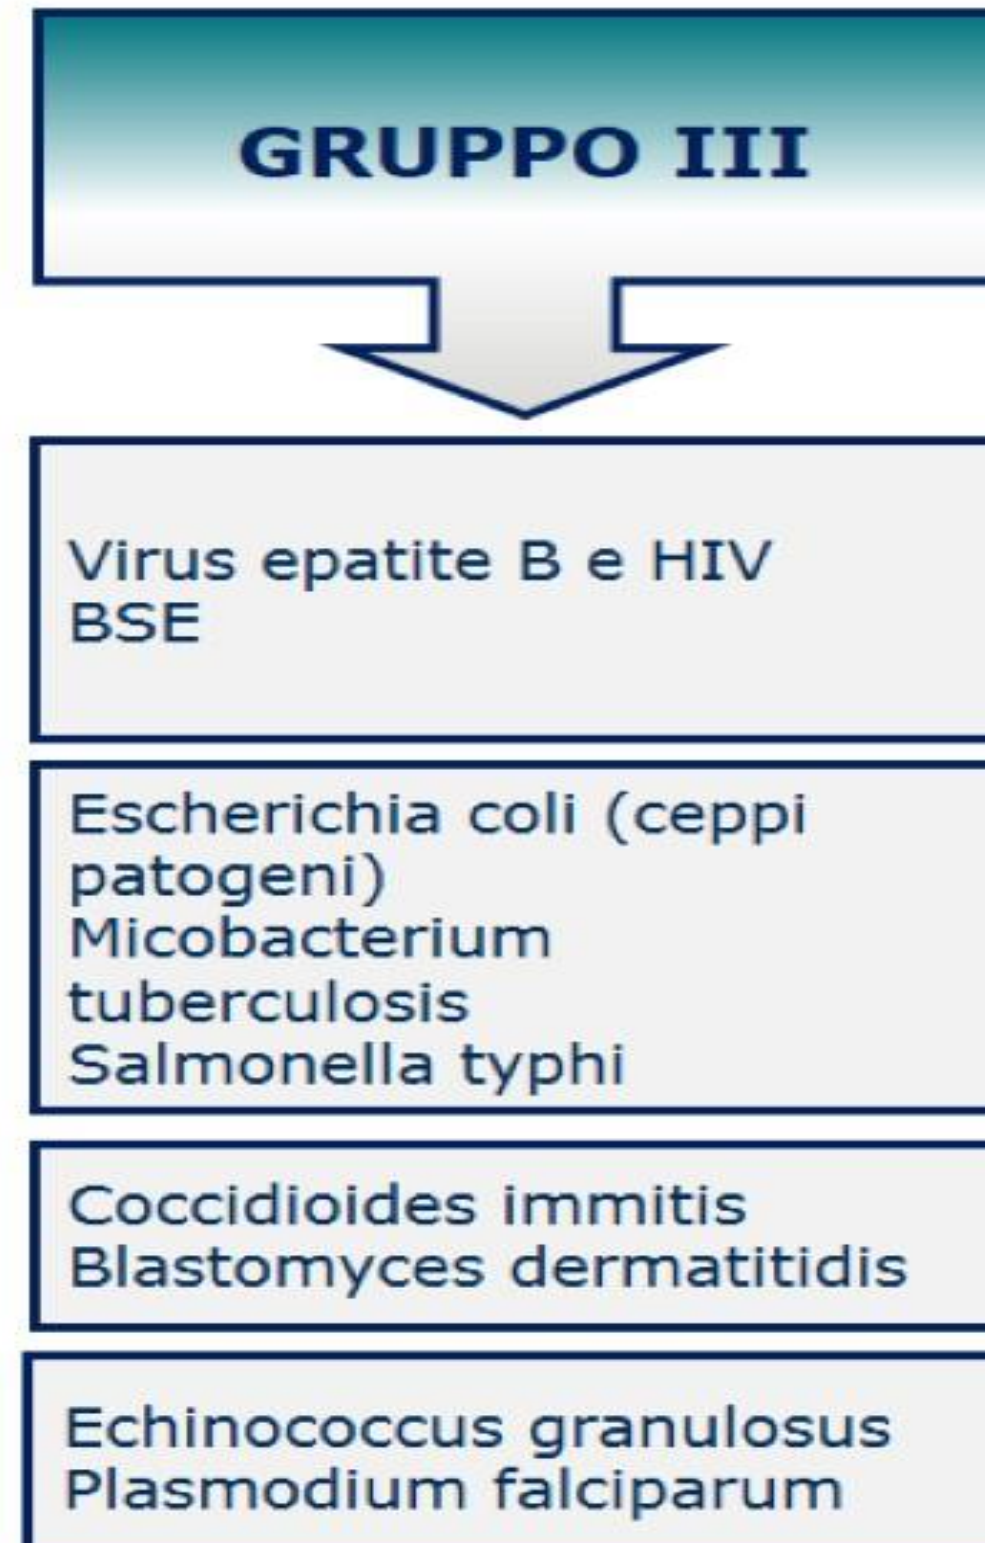 GRUPPO III
Virus epatite B e HIV
BSE
Escherichia coli (ceppi
patogeni)
Micobacterium
tuberculosis
Salmonella typhi
Coccidioides immitis
Blastomyces dermatitidis
Echinococcus granulosus
Plasmodium falciparum